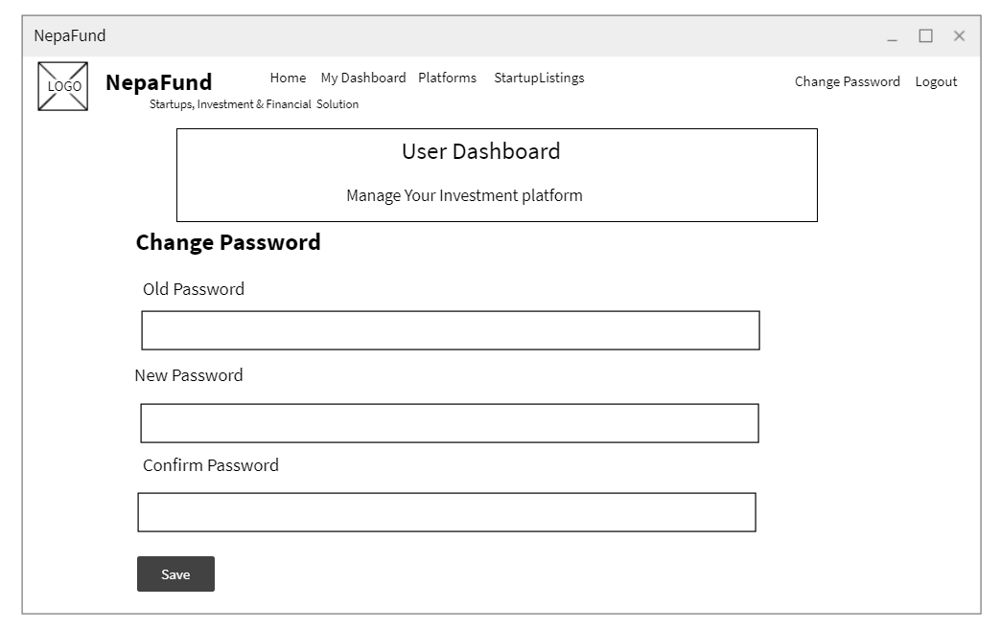 NepaFund
LOGO
NepaFund
Home My Dashboard Platforms StartupListings
Change Password Logout
Startups, Investment & Financial Solution
User Dashboard
Manage Your Investment platform
Change Password
Old Password
New Password
Confirm Password
Save